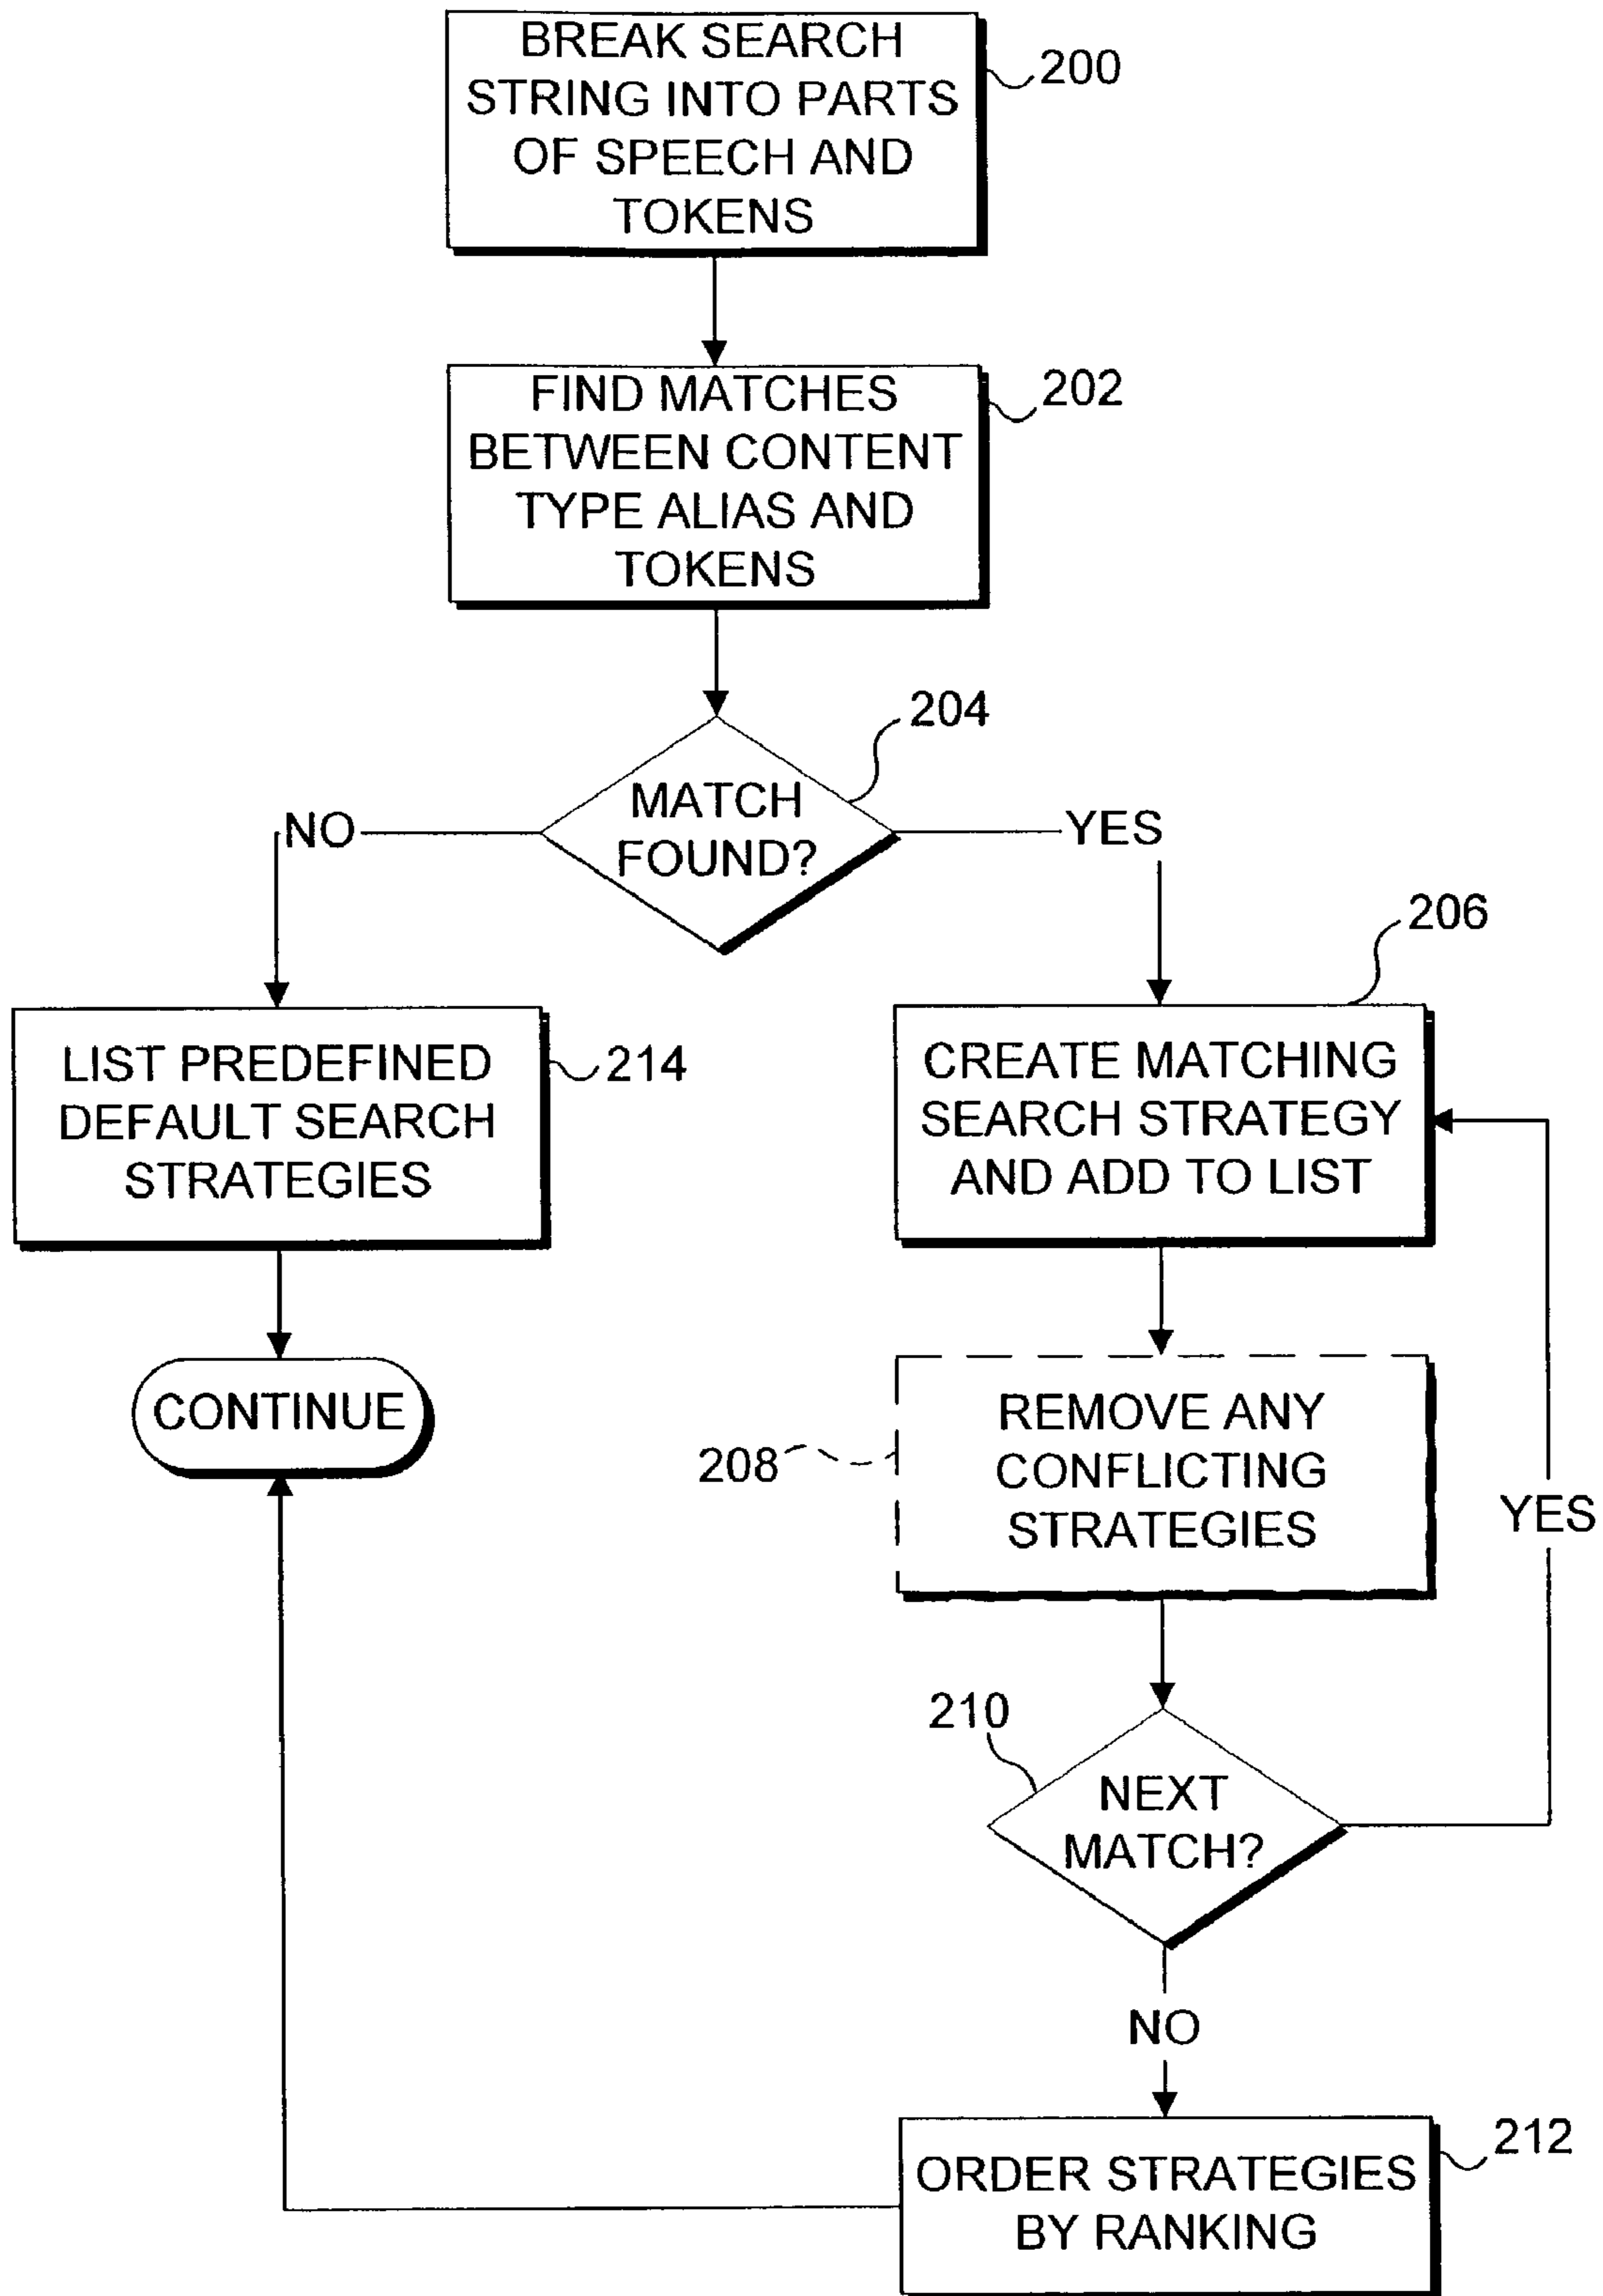 BREAK SEARCH
STRING INTO PARTS
OF SPEECH AND
TOKENS
200
FIND MATCHES
BETWEEN CONTENT
TYPE ALIAS AND
TOKENS
202
204
MATCH
FOUND?
NO
YES
206
LIST PREDEFINED
DEFAULT SEARCH
STRATEGIES
214
CREATE MATCHING
SEARCH STRATEGY
AND ADD TO LIST
CONTINUE
208
REMOVE ANY
CONFLICTING
STRATEGIES
YES
210
NEXT
MATCH?
NO
212
ORDER STRATEGIES
BY RANKING